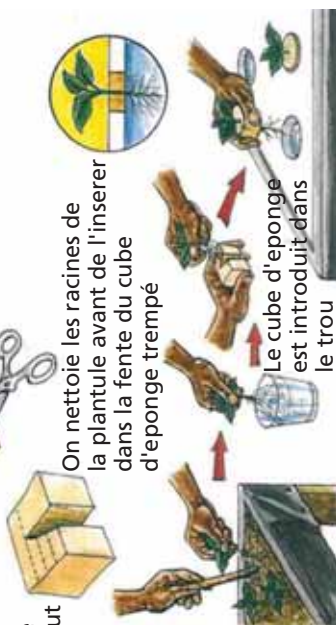 ut
On nettoie les racines de
la plantule avant de l'inserer
dans la fente du cube
d'eponge trempé
Le cube d'eponge
est introduit dans
le trou